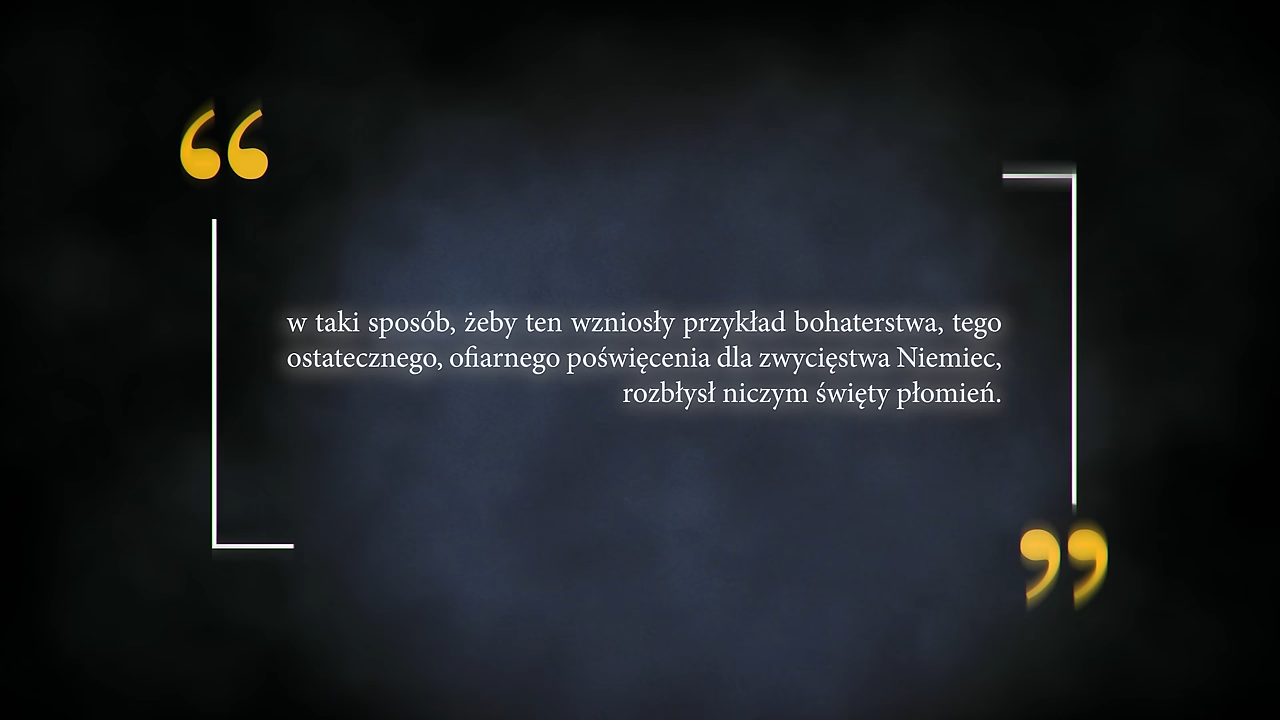 w taki sposób, żeby ten wzniosły przykład bohaterstwa, tego
ostatecznego, ofiarnego poświęcenia dla zwycięstwa Niemiec,
rozbłysł niczym święty płomień.